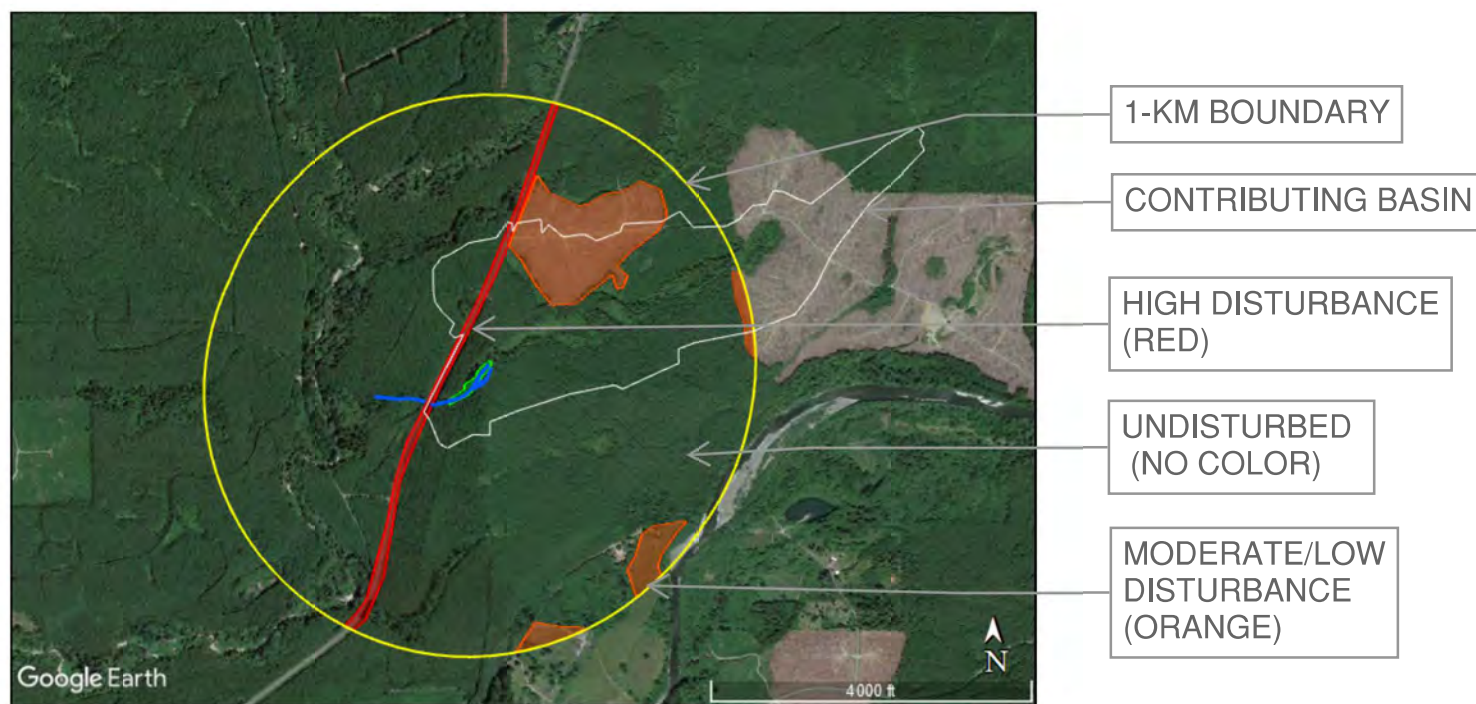 1-KM BOUNDARY
CONTRIBUTING BASIN
HIGH DISTURBANCE
(RED)
UNDISTURBED
(NO COLOR)
MODERATE/LOW
DISTURBANCE
(ORANGE)
N
Google Earth
4000 ft